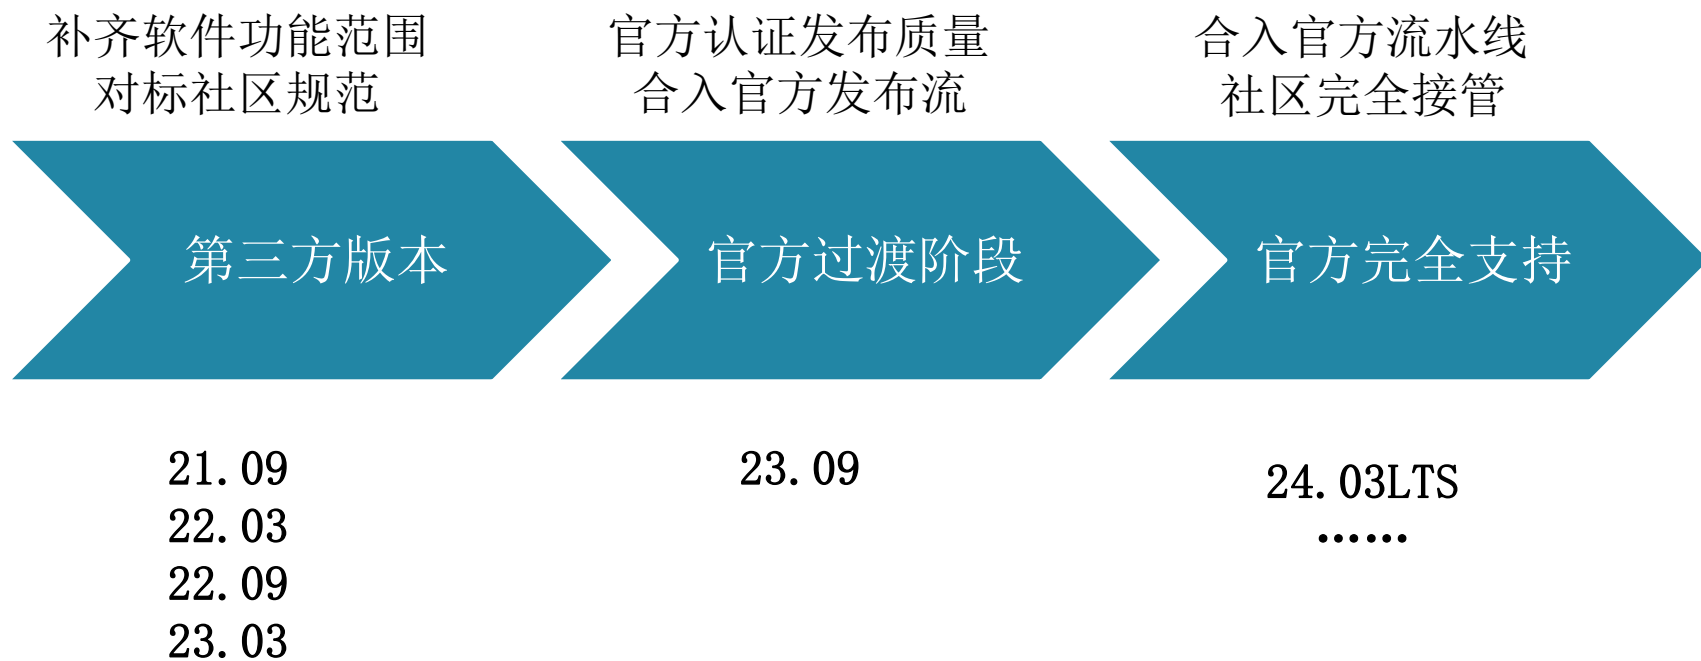 补齐软件功能范围
对标社区规范
官方认证发布质量
合入官方发布流
合入官方流水线
社区完全接管
第三方版本
官方过渡阶段
官方完全支持
21.09
22.03
22.09
23.03
23.09
24.03LTS
……